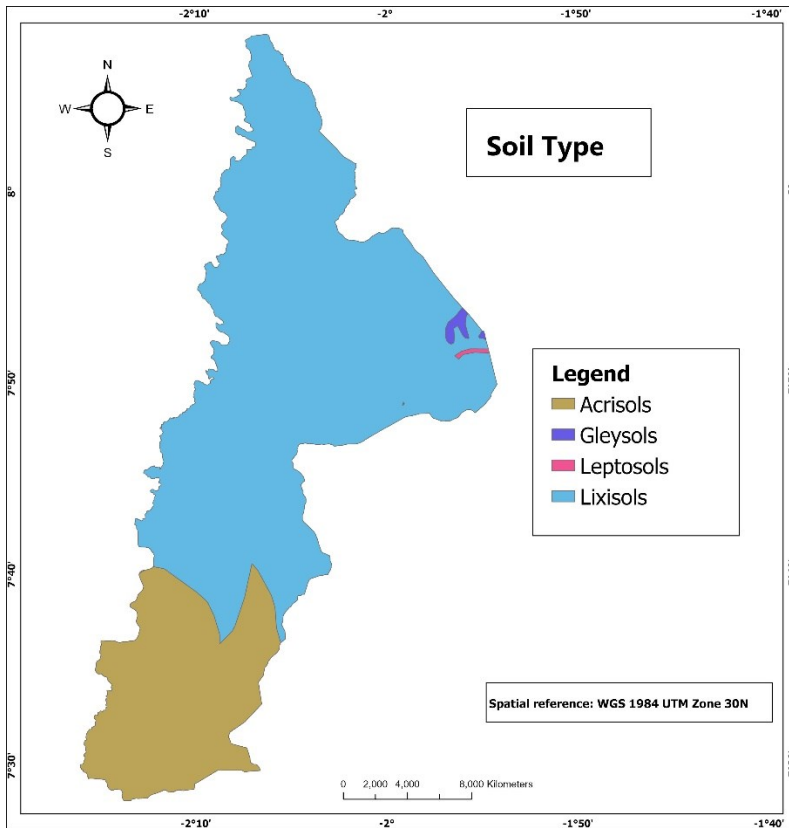 -2°10' -2° -1°50' -1°40'
N
W E
S
Soil Type
8°
7°50'
7°40'
7°30'
Legend
Acrisols
Gleysols
Leptosols
Lixisols
Spatial reference: WGS 1984 UTM Zone 30N
0 2,000 4,000 8,000 Kilometers
-2°10' -2° -1°50' -1°40'